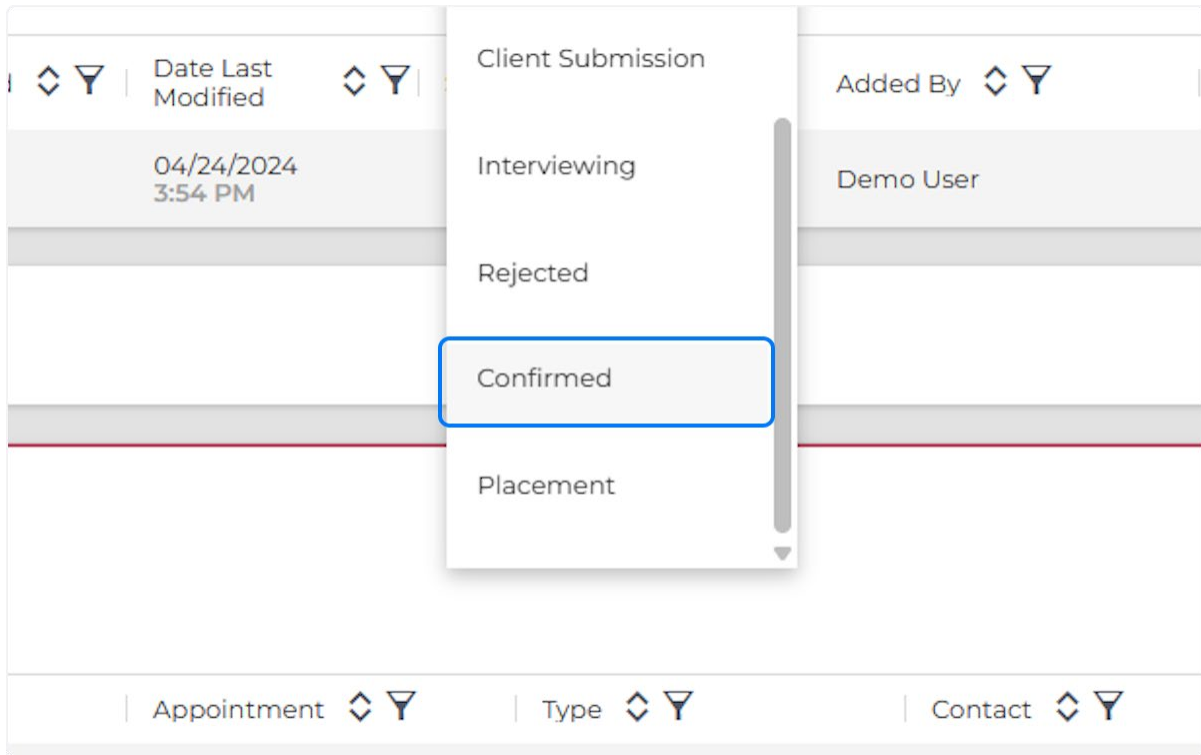 Client Submission
Date Last
Modified
Added By
04/24/2024
3:54 PM
Interviewing
Demo User
Rejected
Confirmed
Placement
Appointment
Type
Contact